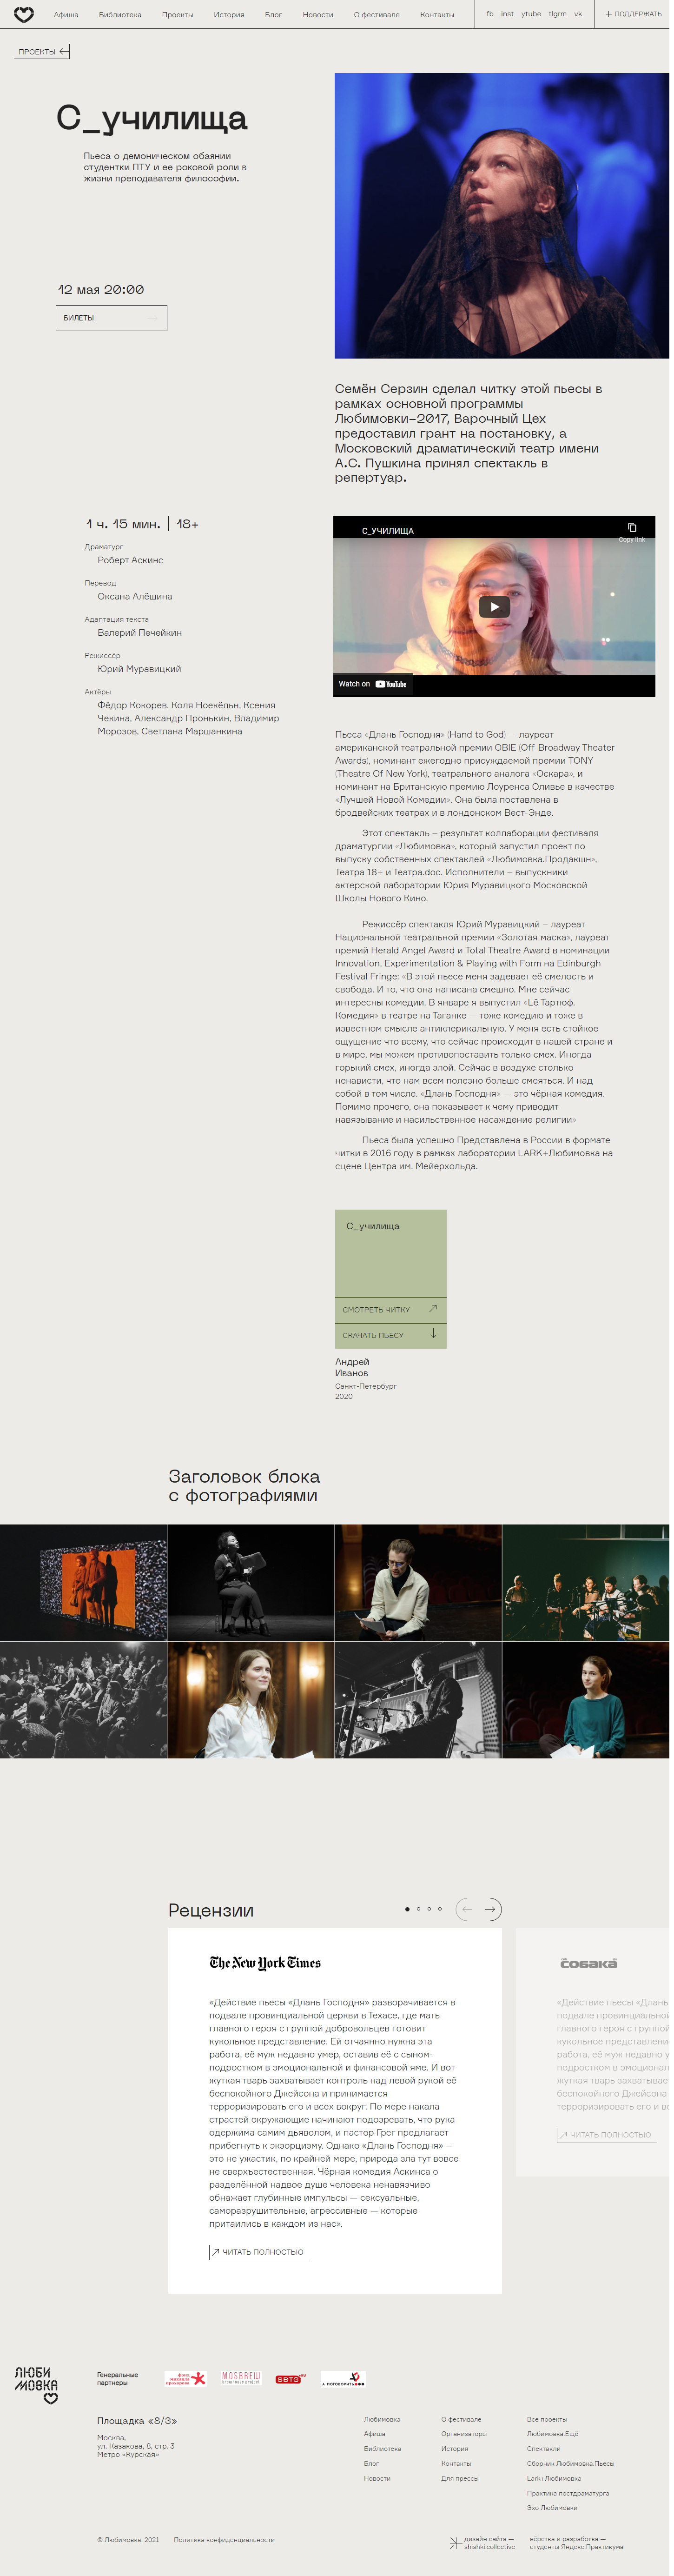 Афиша Библиотека Проекты История Блог Новости О фестивале Контакты fb inst ytube tlgrm vk ПОДДЕРЖАТЬ
ПРОЕКТЫ
С_училища
Пьеса о демоническом обаянии
студентки ПТУ и ее роковой роли в
жизни преподавателя философии.
12 мая 20:00
БИЛЕТЫ
Семён Серзин сделал читку этой пьесы в
рамках основной программы
Любимовки-2017, Варочный Цех
предоставил грант на постановку, а
Московский драматический театр имени
А.С. Пушкина принял спектакль в
репертуар.
1 ч. 15 мин. 18+
Драматург
Роберт Аскинс
Перевод
Оксана Алёшина
Адаптация текста
Валерий Печейкин
Режиссёр
Юрий Муравицкий
Актёры
Фёдор Кокорев, Коля Ноекёльн, Ксения
Чекина, Александр Пронькин, Владимир
Морозов, Светлана Маршанкина
С_УЧИЛИЩА
Copy link
Watch on YouTube
Пьеса «Длань Господня» (Hand to God) — лауреат
американской театральной премии OBIE (Off-Broadway Theater
Awards), номинант ежегодно присуждаемой премии TONY
(Theatre Of New York), театрального аналога «Оскара», и
номинант на Британскую премию Лоуренса Оливье в качестве
«Лучшей Новой Комедии». Она была поставлена в
бродвейских театрах и в лондонском Вест-Энде.
Этот спектакль – результат коллаборации фестиваля
драматургии «Любимовка», который запустил проект по
выпуску собственных спектаклей «Любимовка.Продакшн»,
Театра 18+ и Театра.doc. Исполнители – выпускники
актерской лаборатории Юрия Муравицкого Московской
Школы Нового Кино.
Режиссёр спектакля Юрий Муравицкий – лауреат
Национальной театральной премии «Золотая маска», лауреат
премий Herald Angel Award и Total Theatre Award в номинации
Innovation, Experimentation & Playing with Form на Edinburgh
Festival Fringe: «В этой пьесе меня задевает её смелость и
свобода. И то, что она написана смешно. Мне сейчас
интересны комедии. В январе я выпустил «Lё Тартюф.
Комедия» в театре на Таганке — тоже комедию и тоже в
известном смысле антиклерикальную. У меня есть стойкое
ощущение что всему, что сейчас происходит в нашей стране и
в мире, мы можем противопоставить только смех. Иногда
горький смех, иногда злой. Сейчас в воздухе столько
ненависти, что нам всем полезно больше смеяться. И над
собой в том числе. «Длань Господня» — это чёрная комедия.
Помимо прочего, она показывает к чему приводит
навязывание и насильственное насаждение религии»
Пьеса была успешно Представлена в России в формате
читки в 2016 году в рамках лаборатории LARK+Любимовка на
сцене Центра им. Мейерхольда.
С_училища
СМОТРЕТЬ ЧИТКУ
СКАЧАТЬ ПЬЕСУ
Андрей
Иванов
Санкт-Петербург
2020
Заголовок блока
с фотографиями
Рецензии
The New York Times
«Действие пьесы «Длань Господня» разворачивается в
подвале провинциальной церкви в Техасе, где мать
главного героя с группой добровольцев готовит
кукольное представление. Ей отчаянно нужна эта
работа, её муж недавно умер, оставив её с сыном-
подростком в эмоциональной и финансовой яме. И вот
жуткая тварь захватывает контроль над левой рукой её
беспокойного Джейсона и принимается
терроризировать его и всех вокруг. По мере накала
страстей окружающие начинают подозревать, что рука
одержима самим дьяволом, и пастор Грег предлагает
прибегнуть к экзорцизму. Однако «Длань Господня» —
это не ужастик, по крайней мере, природа зла тут вовсе
не сверхъестественная. Чёрная комедия Аскинса о
разделённой надвое душе человека ненавязчиво
обнажает глубинные импульсы — сексуальные,
саморазрушительные, агрессивные — которые
притаились в каждом из нас».
ЧИТАТЬ ПОЛНОСТЬЮ
собака
«Действие пьесы «Длань
подвале провинциальной
главного героя с группой
кукольное представление
работа, её муж недавно у
подростком в эмоционал
жуткая тварь захватывает
беспокойного Джейсона
терроризировать его и во
ЧИТАТЬ ПОЛНОСТЬЮ
ЛЮБИ
МОВКА
Генеральные
партнеры
фонд
михаила
прохорова
MOSBREW
SBTG
А ПОГОВОРИТЬ
Площадка «8/3»
Москва,
ул. Казакова, 8, стр. 3
Метро «Курская»
Любимовка
Афиша
Библиотека
Блог
Новости
О фестивале
Организаторы
История
Контакты
Для прессы
Все проекты
Любимовка.Ещё
Спектакли
Сборник Любимовка.Пьесы
Lark+Любимовка
Практика постдраматурга
Эхо Любимовки
© Любимовка. 2021 Политика конфиденциальности
дизайн сайта —
shishki.collective
вёрстка и разработка —
студенты Яндекс.Практикума